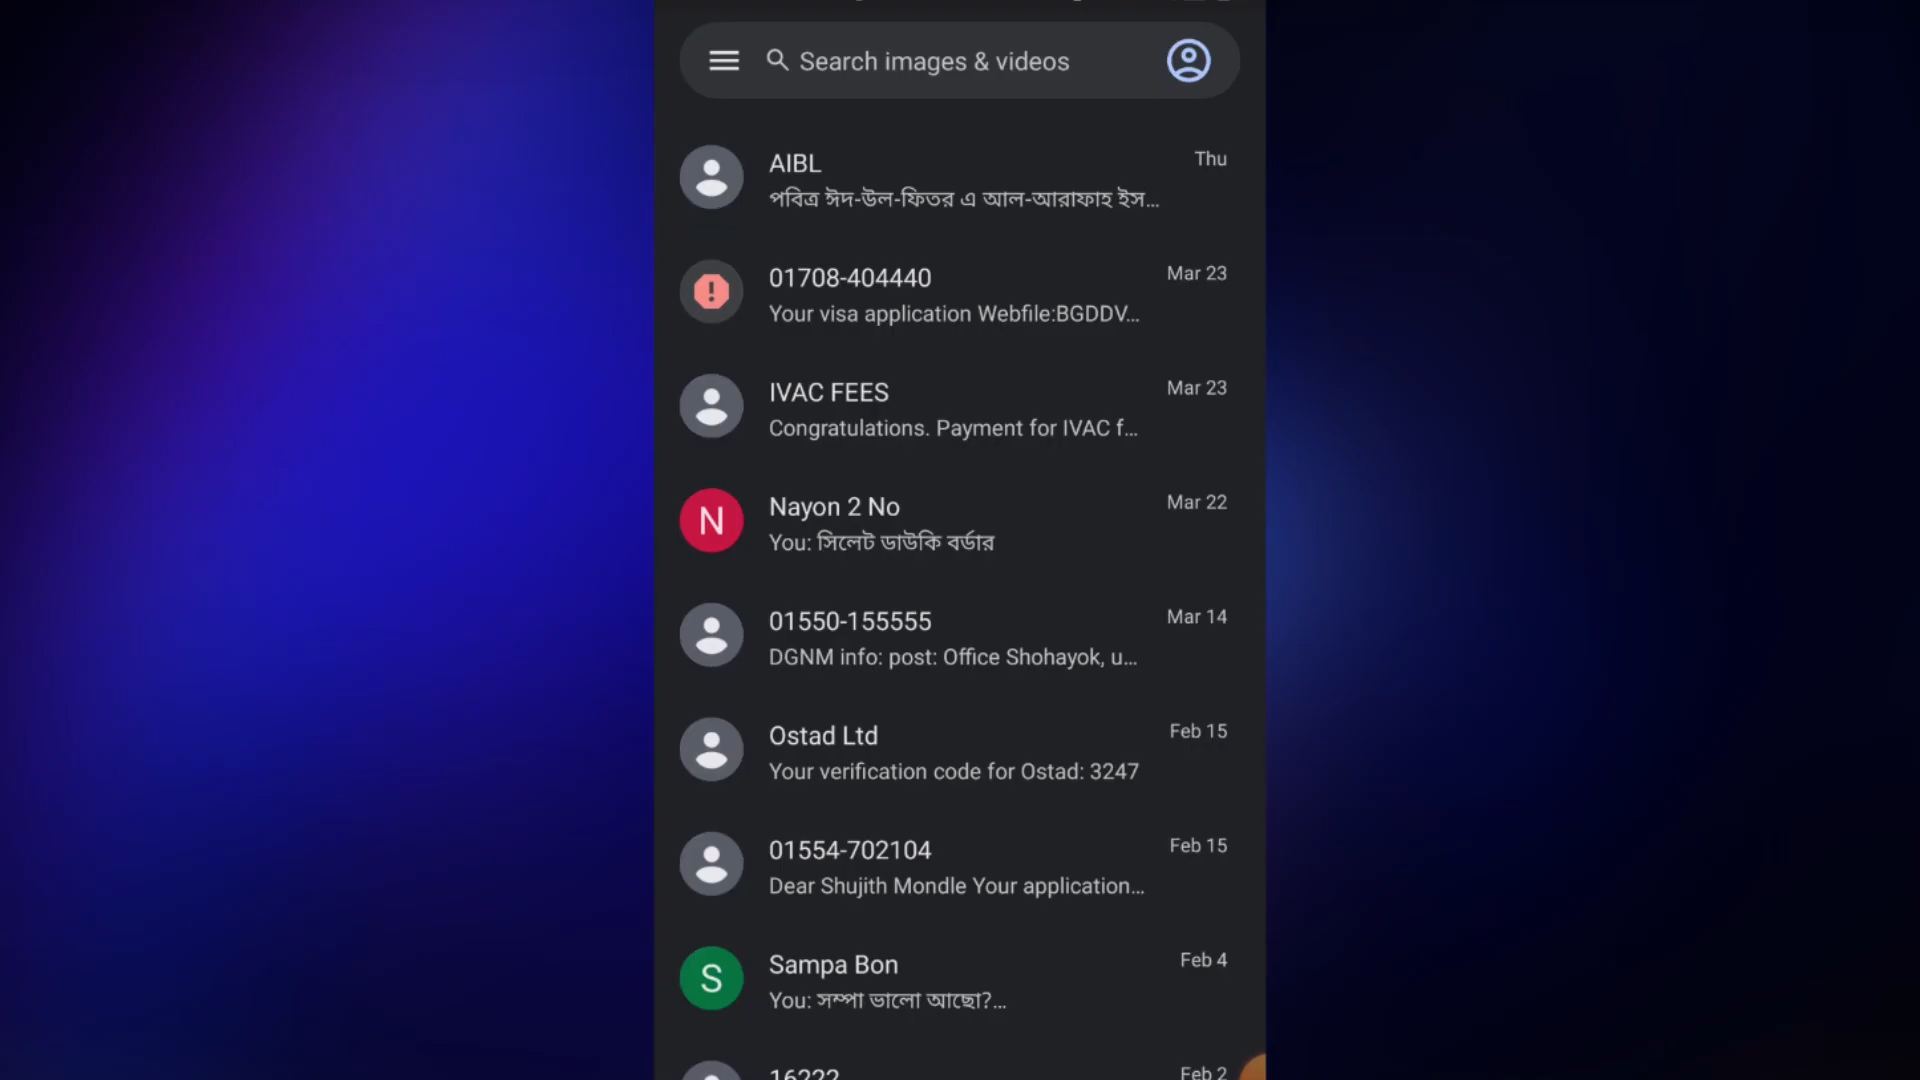 Search images & videos
AIBL
Thu
পবিত্র ঈদ-উল-ফিতর এ আল-আরাফাহ ইস...
01708-404440
Mar 23
Your visa application Webfile:BGDDV...
IVAC FEES
Mar 23
Congratulations. Payment for IVAC f...
N
Nayon 2 No
Mar 22
You: সিলেট ডাউকি বর্ডার
01550-155555
Mar 14
DGNM info: post: Office Shohayok, u...
Ostad Ltd
Feb 15
Your verification code for Ostad: 3247
01554-702104
Feb 15
Dear Shujith Mondle Your application...
S
Sampa Bon
Feb 4
You: সম্পা ভালো আছো?...
16222
Feb 2